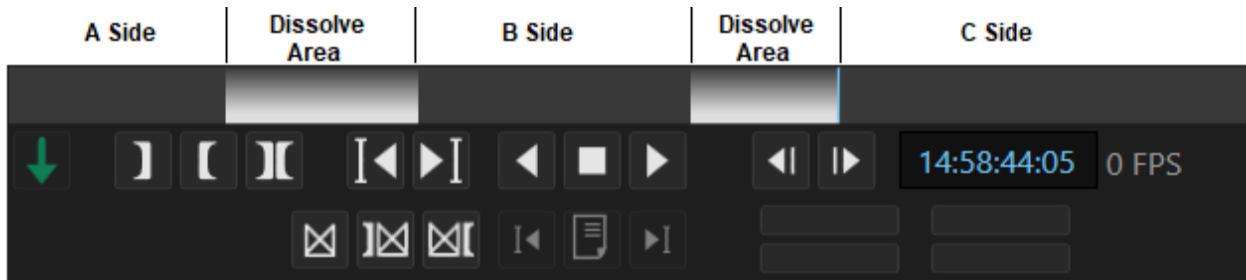 A Side
Dissolve
Area
B Side
Dissolve
Area
C Side
14:58:44:05 0 FPS